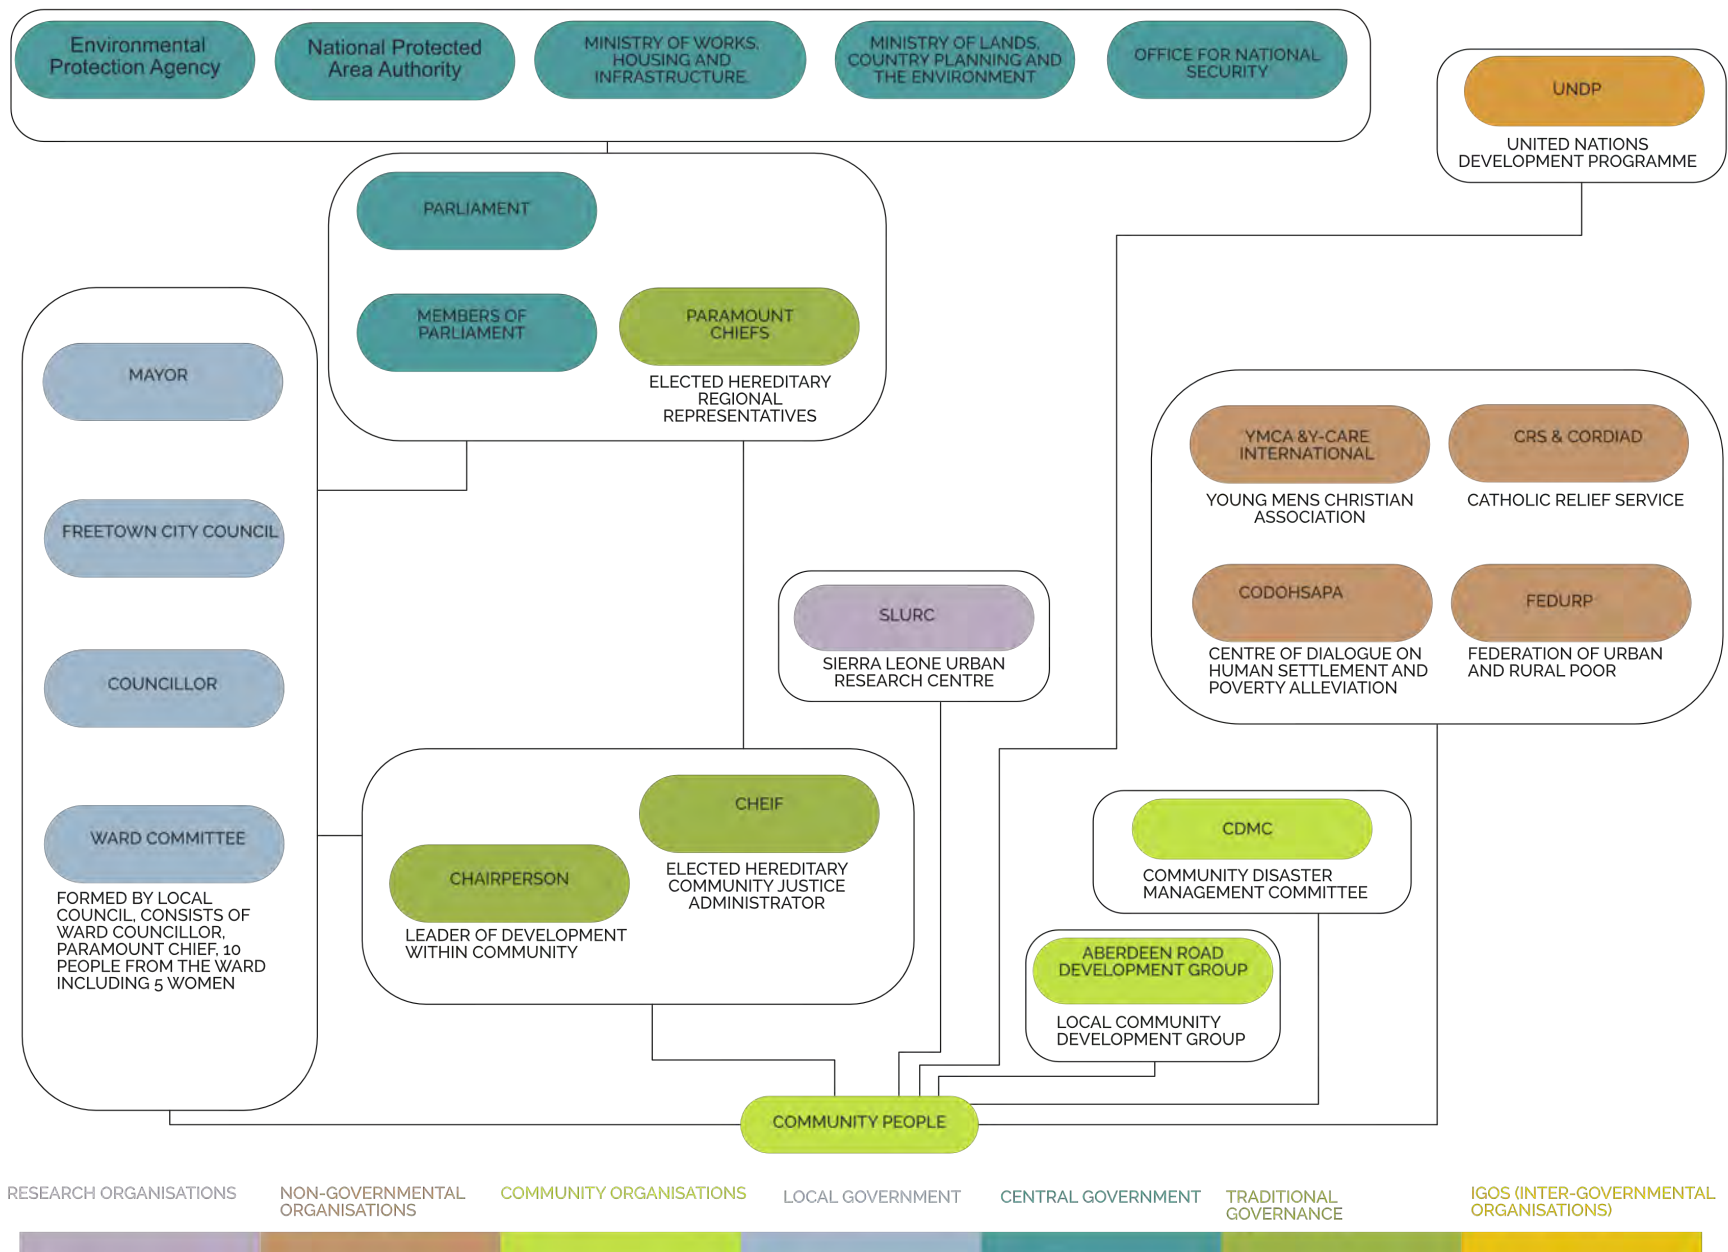 Environmental
Protection Agency
National Protected
Area Authority
MINISTRY OF WORKS,
HOUSING AND
INFRASTRUCTURE,
MINISTRY OF LANDS,
COUNTRY PLANNING AND
THE ENVIRONMENT
OFFICE FOR NATIONAL
SECURITY
UNDP
UNITED NATIONS
DEVELOPMENT PROGRAMME
PARLIAMENT
MEMBERS OF
PARLIAMENT
PARAMOUNT
CHIEFS
ELECTED HEREDITARY
REGIONAL
REPRESENTATIVES
MAYOR
FREETOWN CITY COUNCIL
COUNCILLOR
WARD COMMITTEE
FORMED BY LOCAL
COUNCIL, CONSISTS OF
WARD COUNCILLOR,
PARAMOUNT CHIEF, 10
PEOPLE FROM THE WARD
INCLUDING 5 WOMEN
YMCA &Y-CARE
INTERNATIONAL
YOUNG MENS CHRISTIAN
ASSOCIATION
CRS & CORDIAD
CATHOLIC RELIEF SERVICE
CODOHSAPA
CENTRE OF DIALOGUE ON
HUMAN SETTLEMENT AND
POVERTY ALLEVIATION
FEDURP
FEDERATION OF URBAN
AND RURAL POOR
SLURC
SIERRA LEONE URBAN
RESEARCH CENTRE
CHEIF
ELECTED HEREDITARY
COMMUNITY JUSTICE
ADMINISTRATOR
CHAIRPERSON
LEADER OF DEVELOPMENT
WITHIN COMMUNITY
CDMC
COMMUNITY DISASTER
MANAGEMENT COMMITTEE
ABERDEEN ROAD
DEVELOPMENT GROUP
LOCAL COMMUNITY
DEVELOPMENT GROUP
COMMUNITY PEOPLE
RESEARCH ORGANISATIONS
NON-GOVERNMENTAL
ORGANISATIONS
COMMUNITY ORGANISATIONS
LOCAL GOVERNMENT
CENTRAL GOVERNMENT
TRADITIONAL
GOVERNANCE
IGOS (INTER-GOVERNMENTAL
ORGANISATIONS)